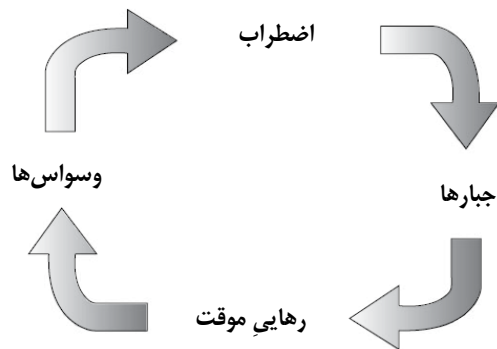 اضطراب
جبارها
رهاییِ موقت
وسواس‌ها